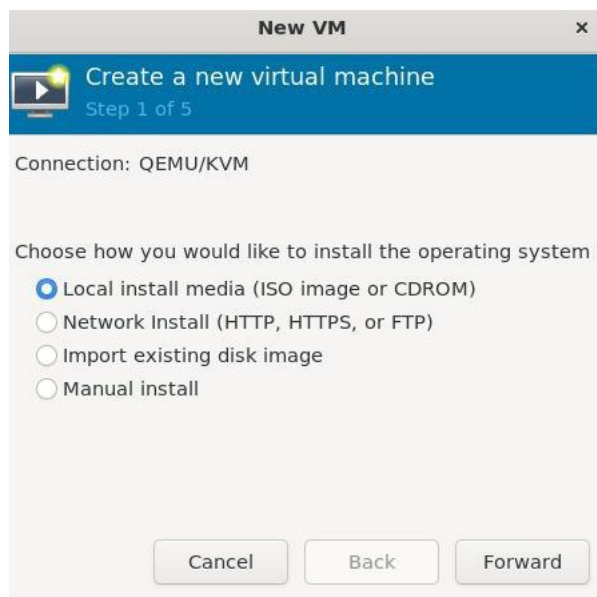 New VM
Create a new virtual machine
Step 1 of 5
Connection: QEMU/KVM
Choose how you would like to install the operating system
Local install media (ISO image or CDROM)
Network Install (HTTP, HTTPS, or FTP)
Import existing disk image
Manual install
Cancel Back Forward